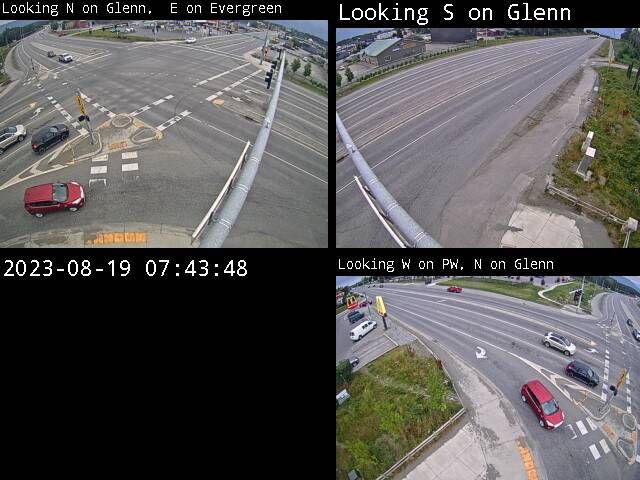 Looking N on Glenn,  E on Evergreen
Looking S on Glenn
2023-08-19 07:43:48
Looking W on PW, N on Glenn